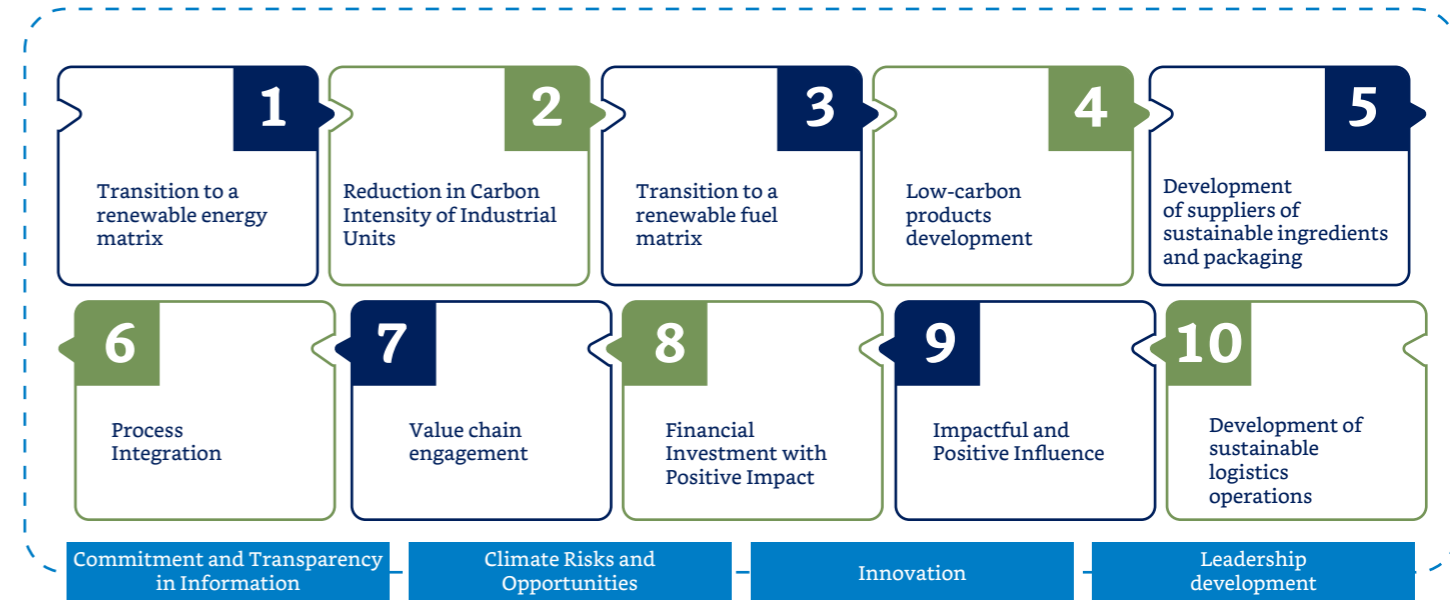 1
Transition to a
renewable energy
matrix
2
Reduction in Carbon
Intensity of Industrial
Units
3
Transition to a
renewable fuel
matrix
4
Low-carbon
products
development
5
Development
of suppliers of
sustainable ingredients
and packaging
6
Process
Integration
7
Value chain
engagement
8
Financial
Investment with
Positive Impact
9
Impactful and
Positive Influence
10
Development of
sustainable
logistics
operations
Commitment and Transparency
in Information
Climate Risks and
Opportunities
Innovation
Leadership
development